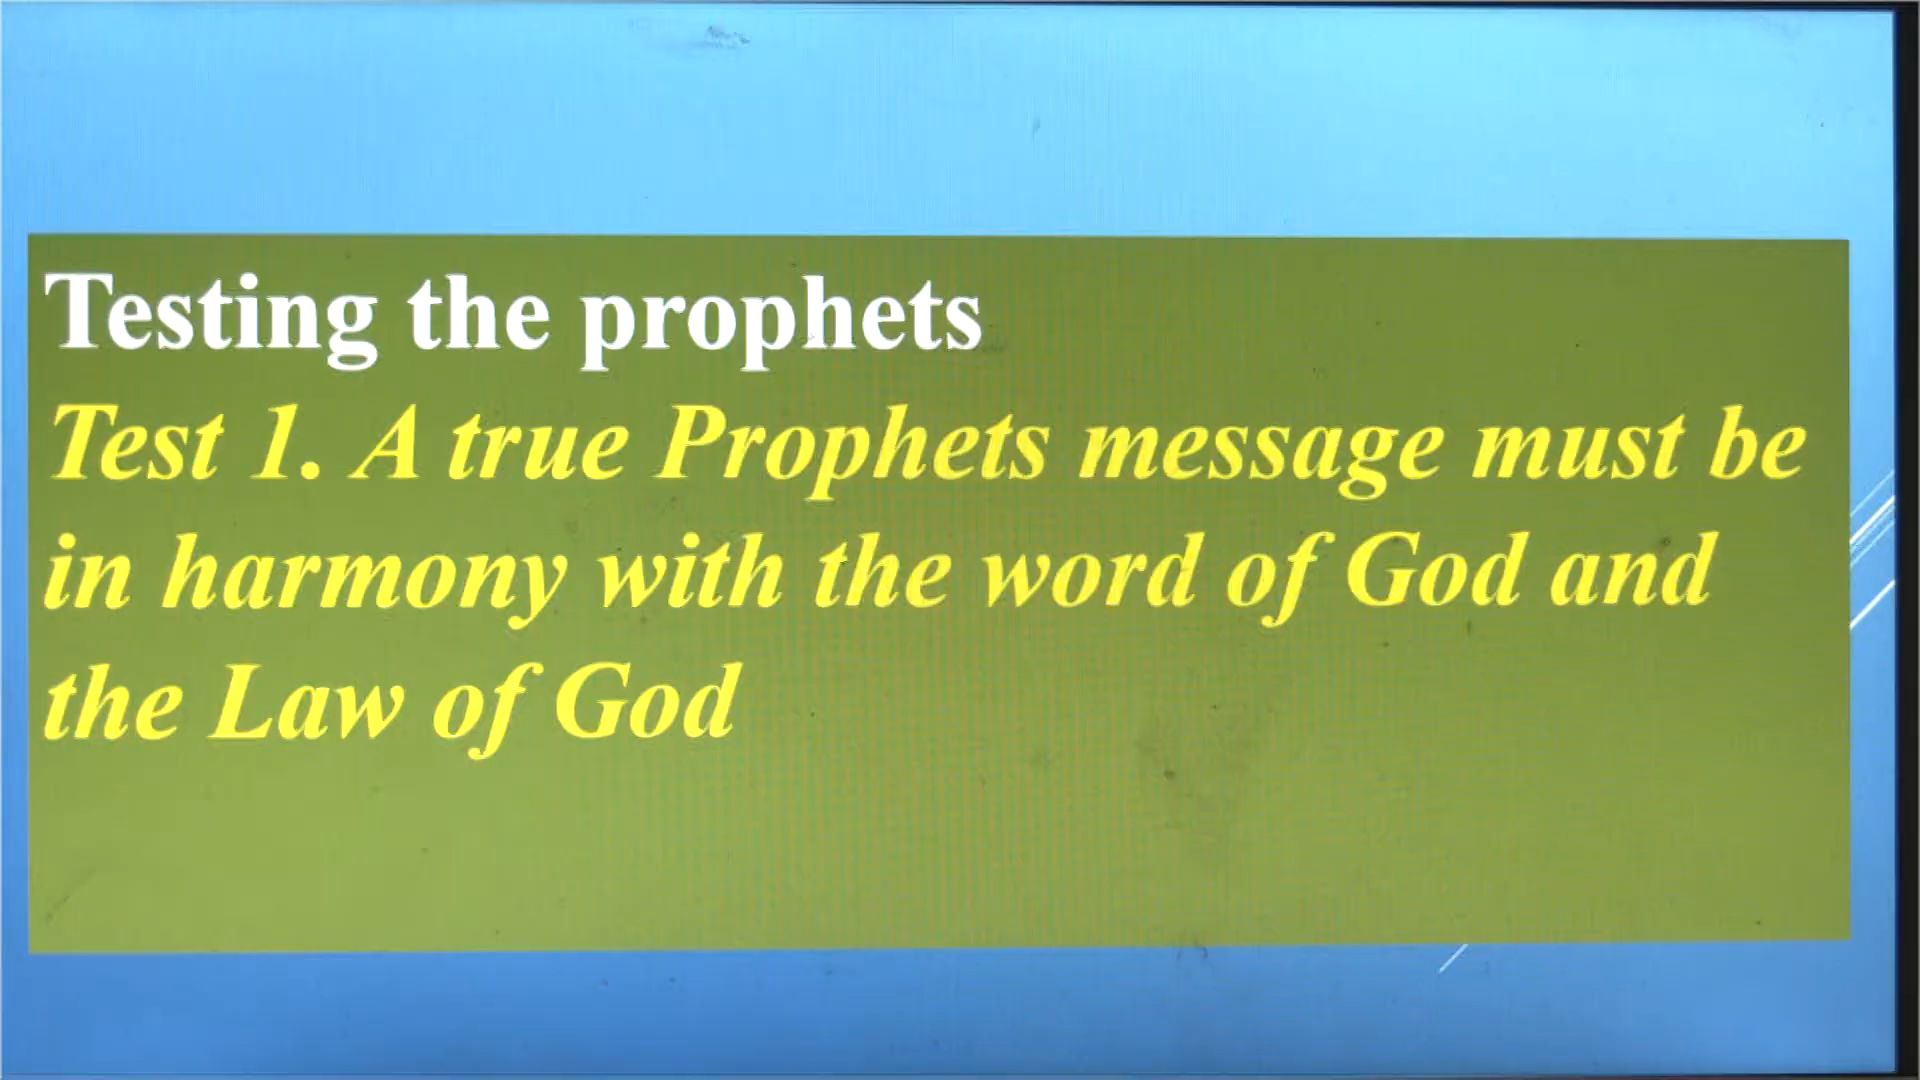 Testing the prophets
Test 1. A true Prophets message must be
in harmony with the word of God and
the Law of God